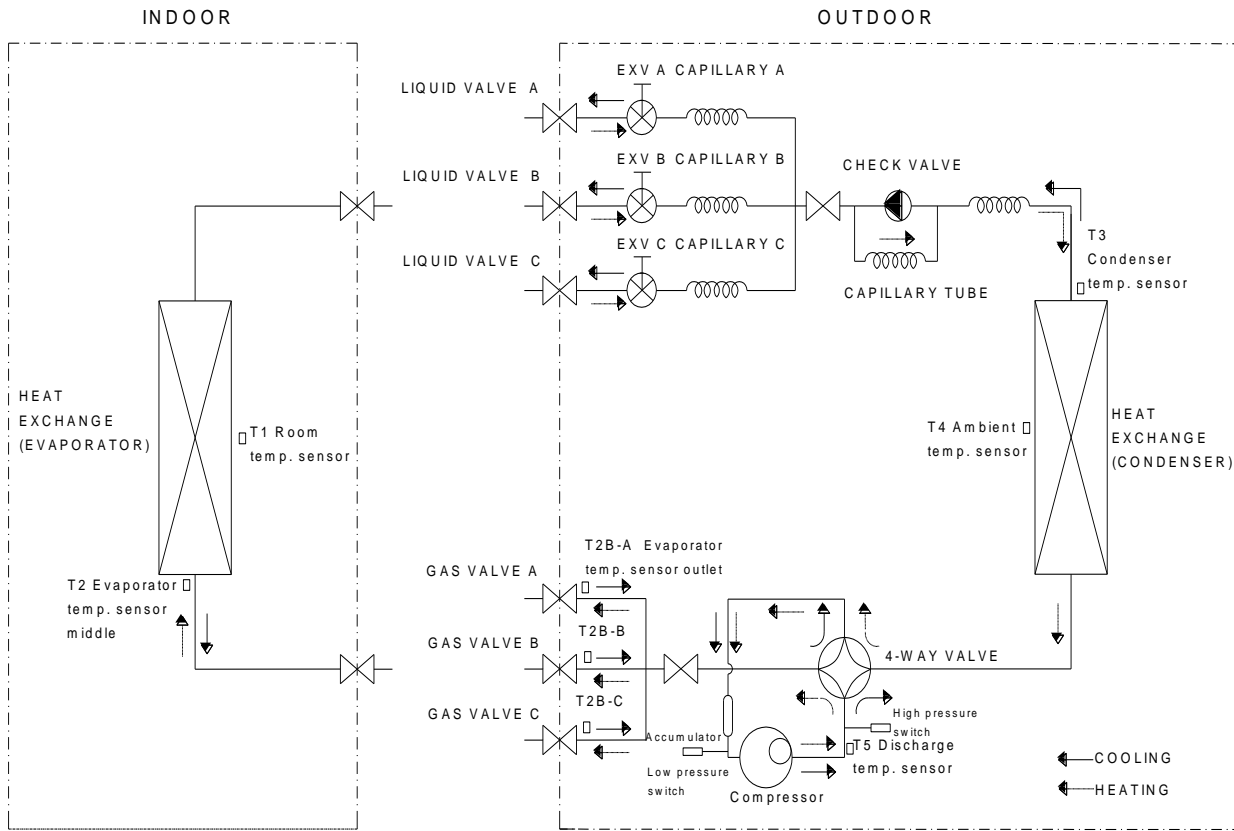 INDOOR
OUTDOOR
EXV A CAPILLARY A
LIQUID VALVE A
EXV B CAPILLARY B
LIQUID VALVE B
CHECK VALVE
EXV C CAPILLARY C
LIQUID VALVE C
CAPILLARY TUBE
T3
Condenser
temp. sensor
HEAT
EXCHANGE
(EVAPORATOR)
T1 Room
temp. sensor
T4 Ambient
temp. sensor
HEAT
EXCHANGE
(CONDENSER)
T2 Evaporator
temp. sensor
middle
T2B-A Evaporator
temp. sensor outlet
GAS VALVE A
T2B-B
GAS VALVE B
4-WAY VALVE
T2B-C
GAS VALVE C
High pressure
switch
Accumulator
Low pressure
switch
T5 Discharge
temp. sensor
Compressor
COOLING
HEATING